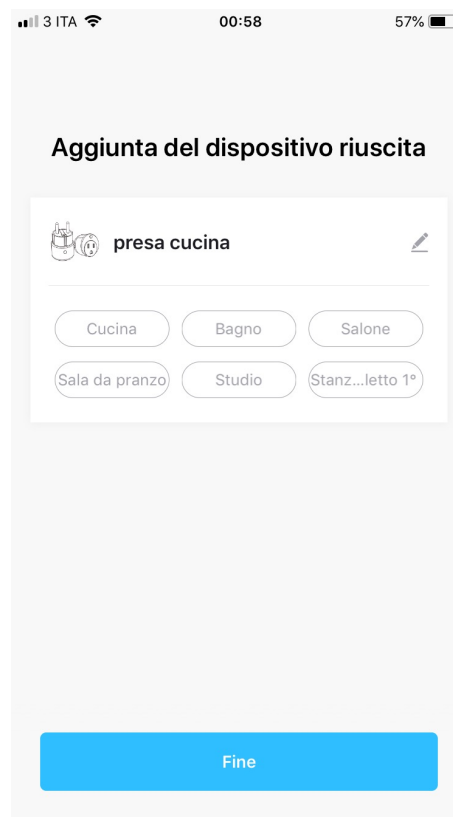 3 ITA 00:58 57%
Aggiunta del dispositivo riuscita
presa cucina
Cucina Bagno Salone
Sala da pranzo Studio Stanz...letto 1°
Fine